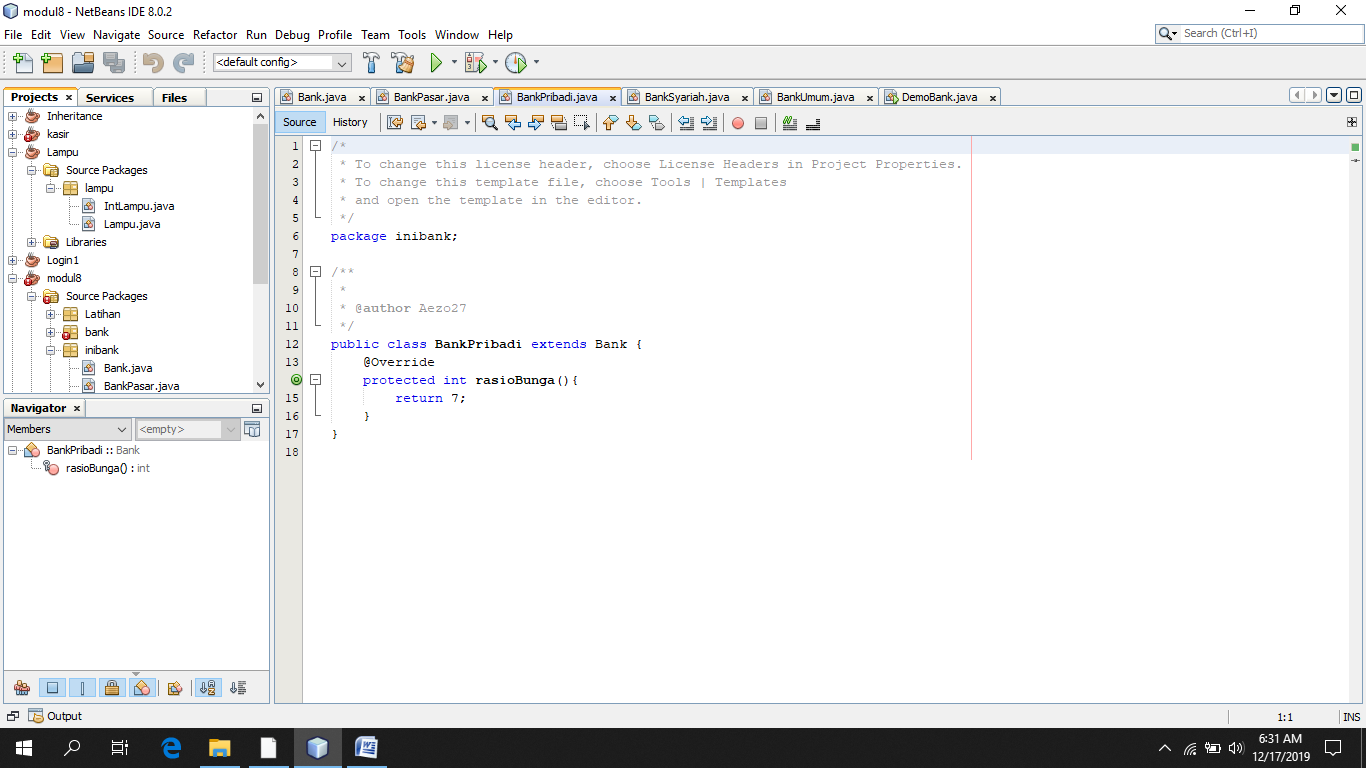 modul8 - NetBeans IDE 8.0.2
File Edit View Navigate Source Refactor Run Debug Profile Team Tools Window Help
Search (Ctrl+I)
<default config>
Projects Services Files
Inheritance
kasir
Lampu
Source Packages
lampu
IntLampu.java
Lampu.java
Libraries
Login1
modul8
Source Packages
Latihan
bank
inibank
Bank.java
BankPasar.java
Navigator
Members <empty>
BankPribadi :: Bank
rasioBunga() : int
Bank.java BankPasar.java BankPribadi.java BankSyariah.java BankUmum.java DemoBank.java
Source History
1 /*
2 * To change this license header, choose License Headers in Project Properties.
3 * To change this template file, choose Tools | Templates
4 * and open the template in the editor.
5 */
6 package inibank;
7
8 /**
9 *
10 * @author Aezo27
11 */
12 public class BankPribadi extends Bank {
13 @Override
protected int rasioBunga(){
15 return 7;
16 }
17 }
18
Output
1:1 INS
6:31 AM
12/17/2019